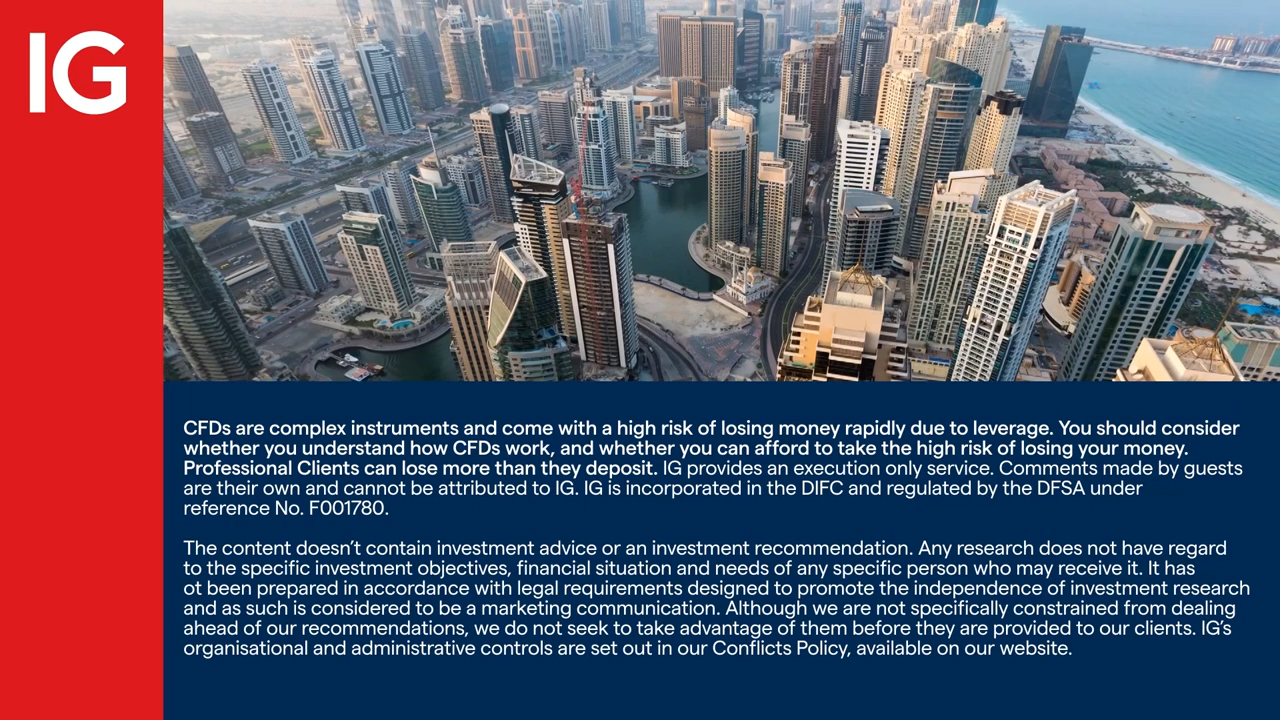 IG
CFDs are complex instruments and come with a high risk of losing money rapidly due to leverage. You should consider
whether you understand how CFDs work, and whether you can afford to take the high risk of losing your money.
Professional Clients can lose more than they deposit. IG provides an execution only service. Comments made by guests
are their own and cannot be attributed to IG. IG is incorporated in the DIFC and regulated by the DFSA under
reference No. F001780.
The content doesn’t contain investment advice or an investment recommendation. Any research does not have regard
to the specific investment objectives, financial situation and needs of any specific person who may receive it. It has
ot been prepared in accordance with legal requirements designed to promote the independence of investment research
and as such is considered to be a marketing communication. Although we are not specifically constrained from dealing
ahead of our recommendations, we do not seek to take advantage of them before they are provided to our clients. IG’s
organisational and administrative controls are set out in our Conflicts Policy, available on our website.